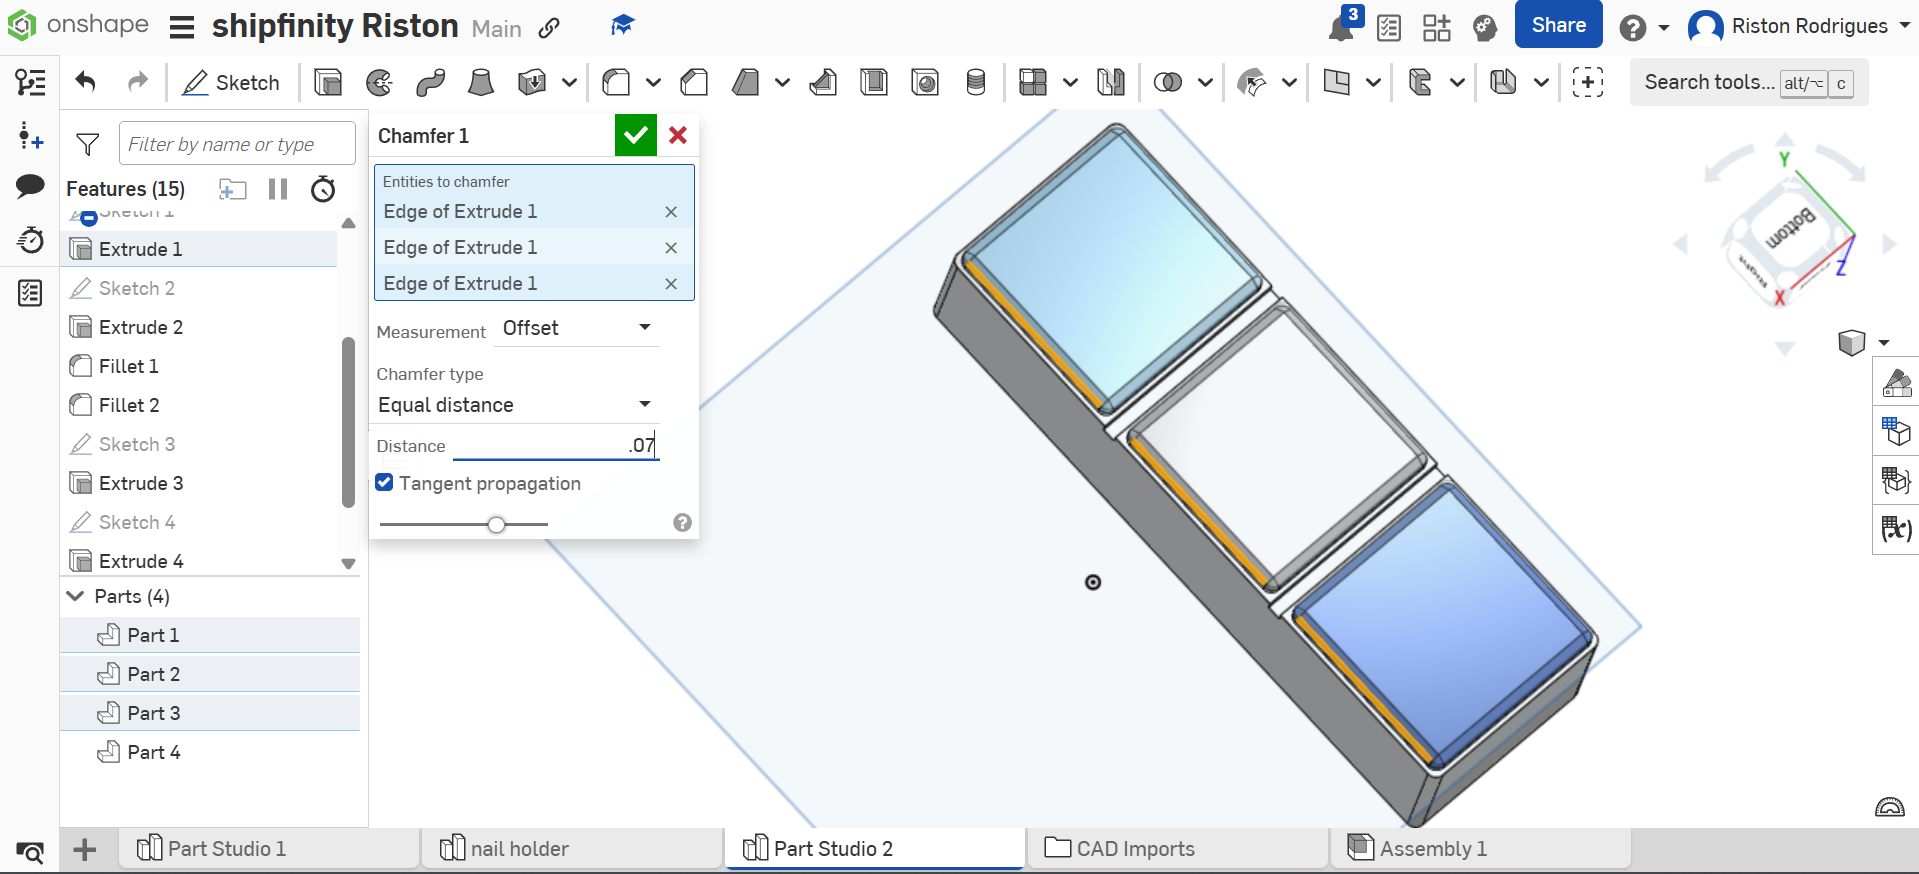 onshape
shipfinity Riston Main
3
Share
Riston Rodrigues
Sketch
Search tools... alt/⌥ c
Filter by name or type
Features (15)
Sketch 1
Extrude 1
Sketch 2
Extrude 2
Fillet 1
Fillet 2
Sketch 3
Extrude 3
Sketch 4
Extrude 4
Parts (4)
Part 1
Part 2
Part 3
Part 4
Chamfer 1
Entities to chamfer
Edge of Extrude 1
Edge of Extrude 1
Edge of Extrude 1
Measurement Offset
Chamfer type
Equal distance
Distance .07
Tangent propagation
Y
Bottom
Right
Z
X
(x)
Part Studio 1
nail holder
Part Studio 2
CAD Imports
Assembly 1